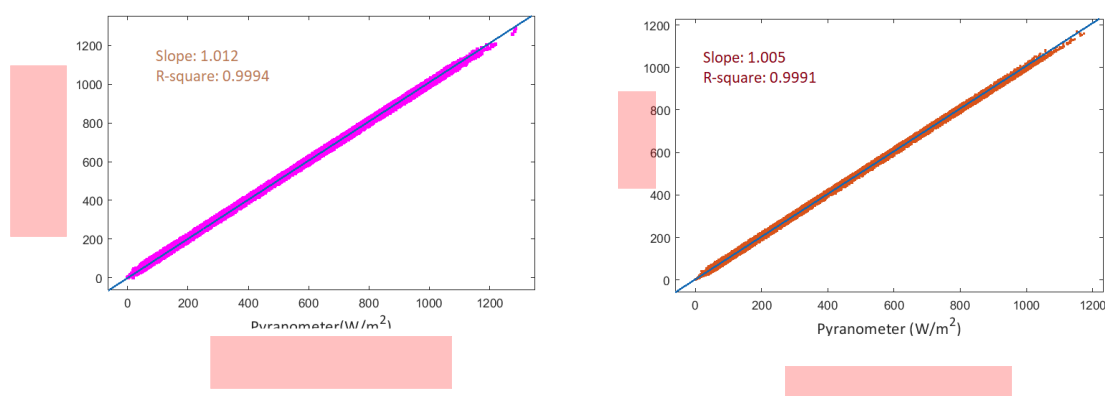 1200
1000
800
600
400
200
0
Slope: 1.012
R-square: 0.9994
0 200 400 600 800 1000 1200
Pyranometer(W/m²)
1200
1000
800
600
400
200
0
Slope: 1.005
R-square: 0.9991
0 200 400 600 800 1000 1200
Pyranometer (W/m²)